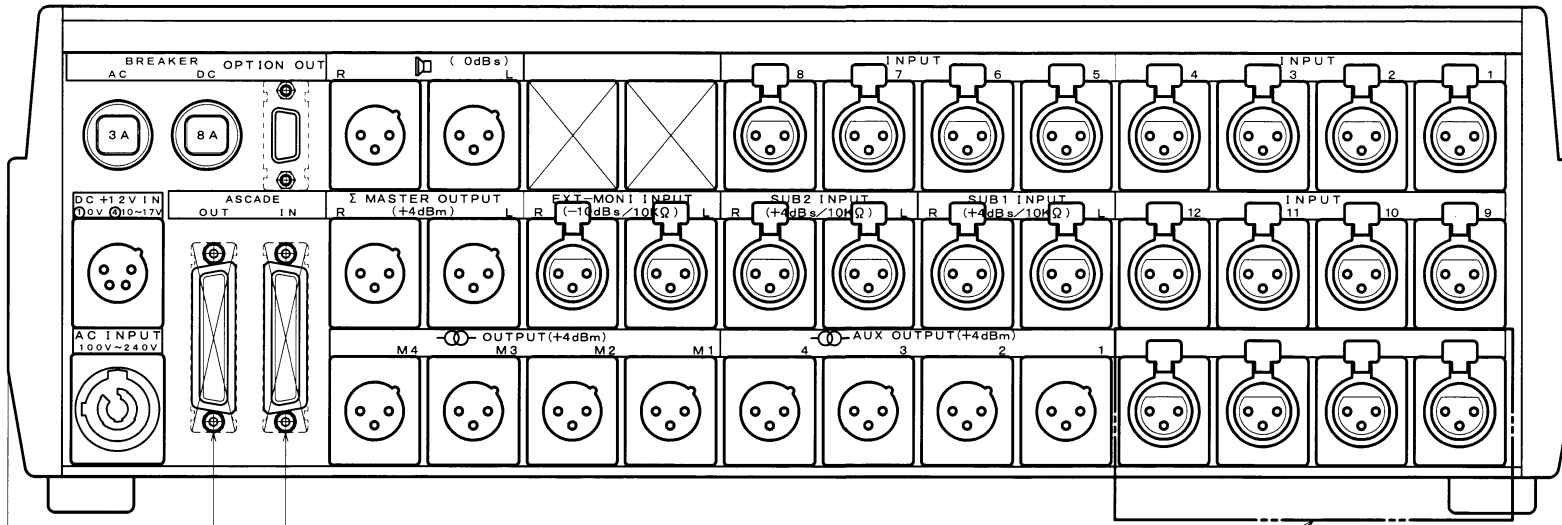 BREAKER OPTION OUT
AC DC
R ( 0dBs) L
INPUT
8 7 6 5
INPUT
4 3 2 1
3A 8A
DC+12V IN
①0V ④10~17V
ASCADE
OUT IN
Σ MASTER OUTPUT
R (+4dBm) L
EXT-MONI INPUT
R (-10dBs/10KΩ) L
SUB2 INPUT
R (+4dBs/10KΩ) L
SUB1 INPUT
R (+4dBs/10KΩ) L
INPUT
12 11 10 9
AC INPUT
100V~240V
OUTPUT(+4dBm)
M4 M3 M2 M1
AUX OUTPUT(+4dBm)
4 3 2 1